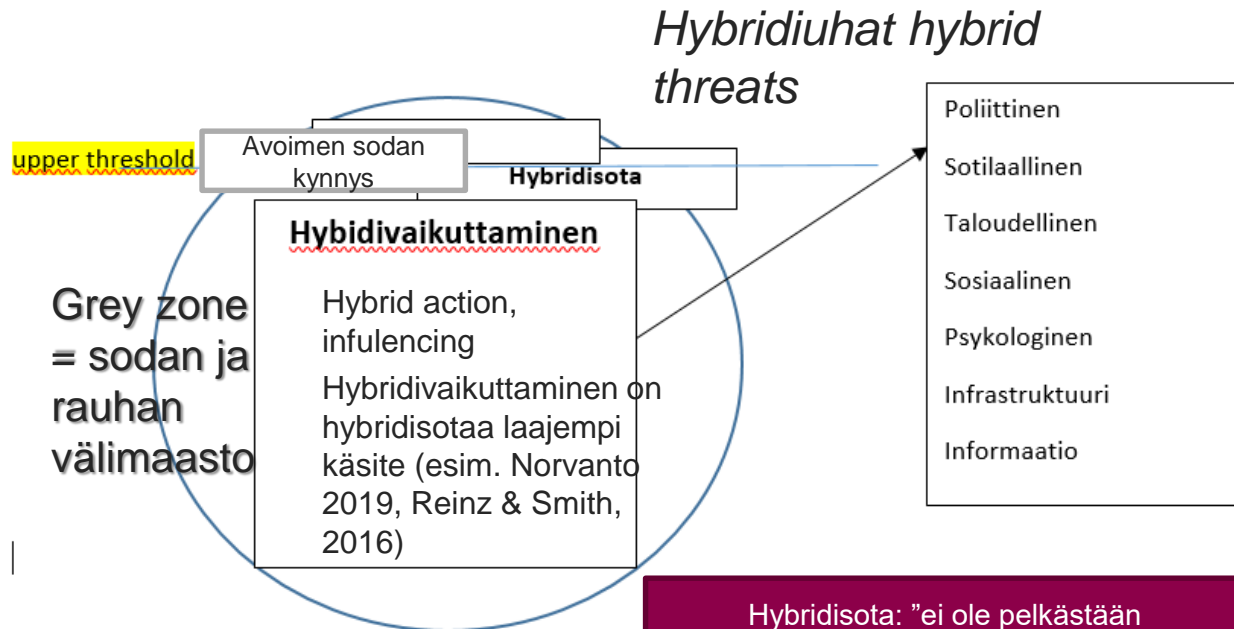 Hybridiuhat hybrid
threats
upper threshold
Avoimen sodan
kynnys
Hybridisota
Hybidivaikuttaminen
Hybrid action,
infulencing
Hybridivaikuttaminen on
hybridisotaa laajempi
käsite (esim. Norvanto
2019, Reinz & Smith,
2016)
Grey zone
= sodan ja
rauhan
välimaasto
Poliittinen
Sotilaallinen
Taloudellinen
Sosiaalinen
Psykologinen
Infrastruktuuri
Informaatio
Hybridisota: ”ei ole pelkästään